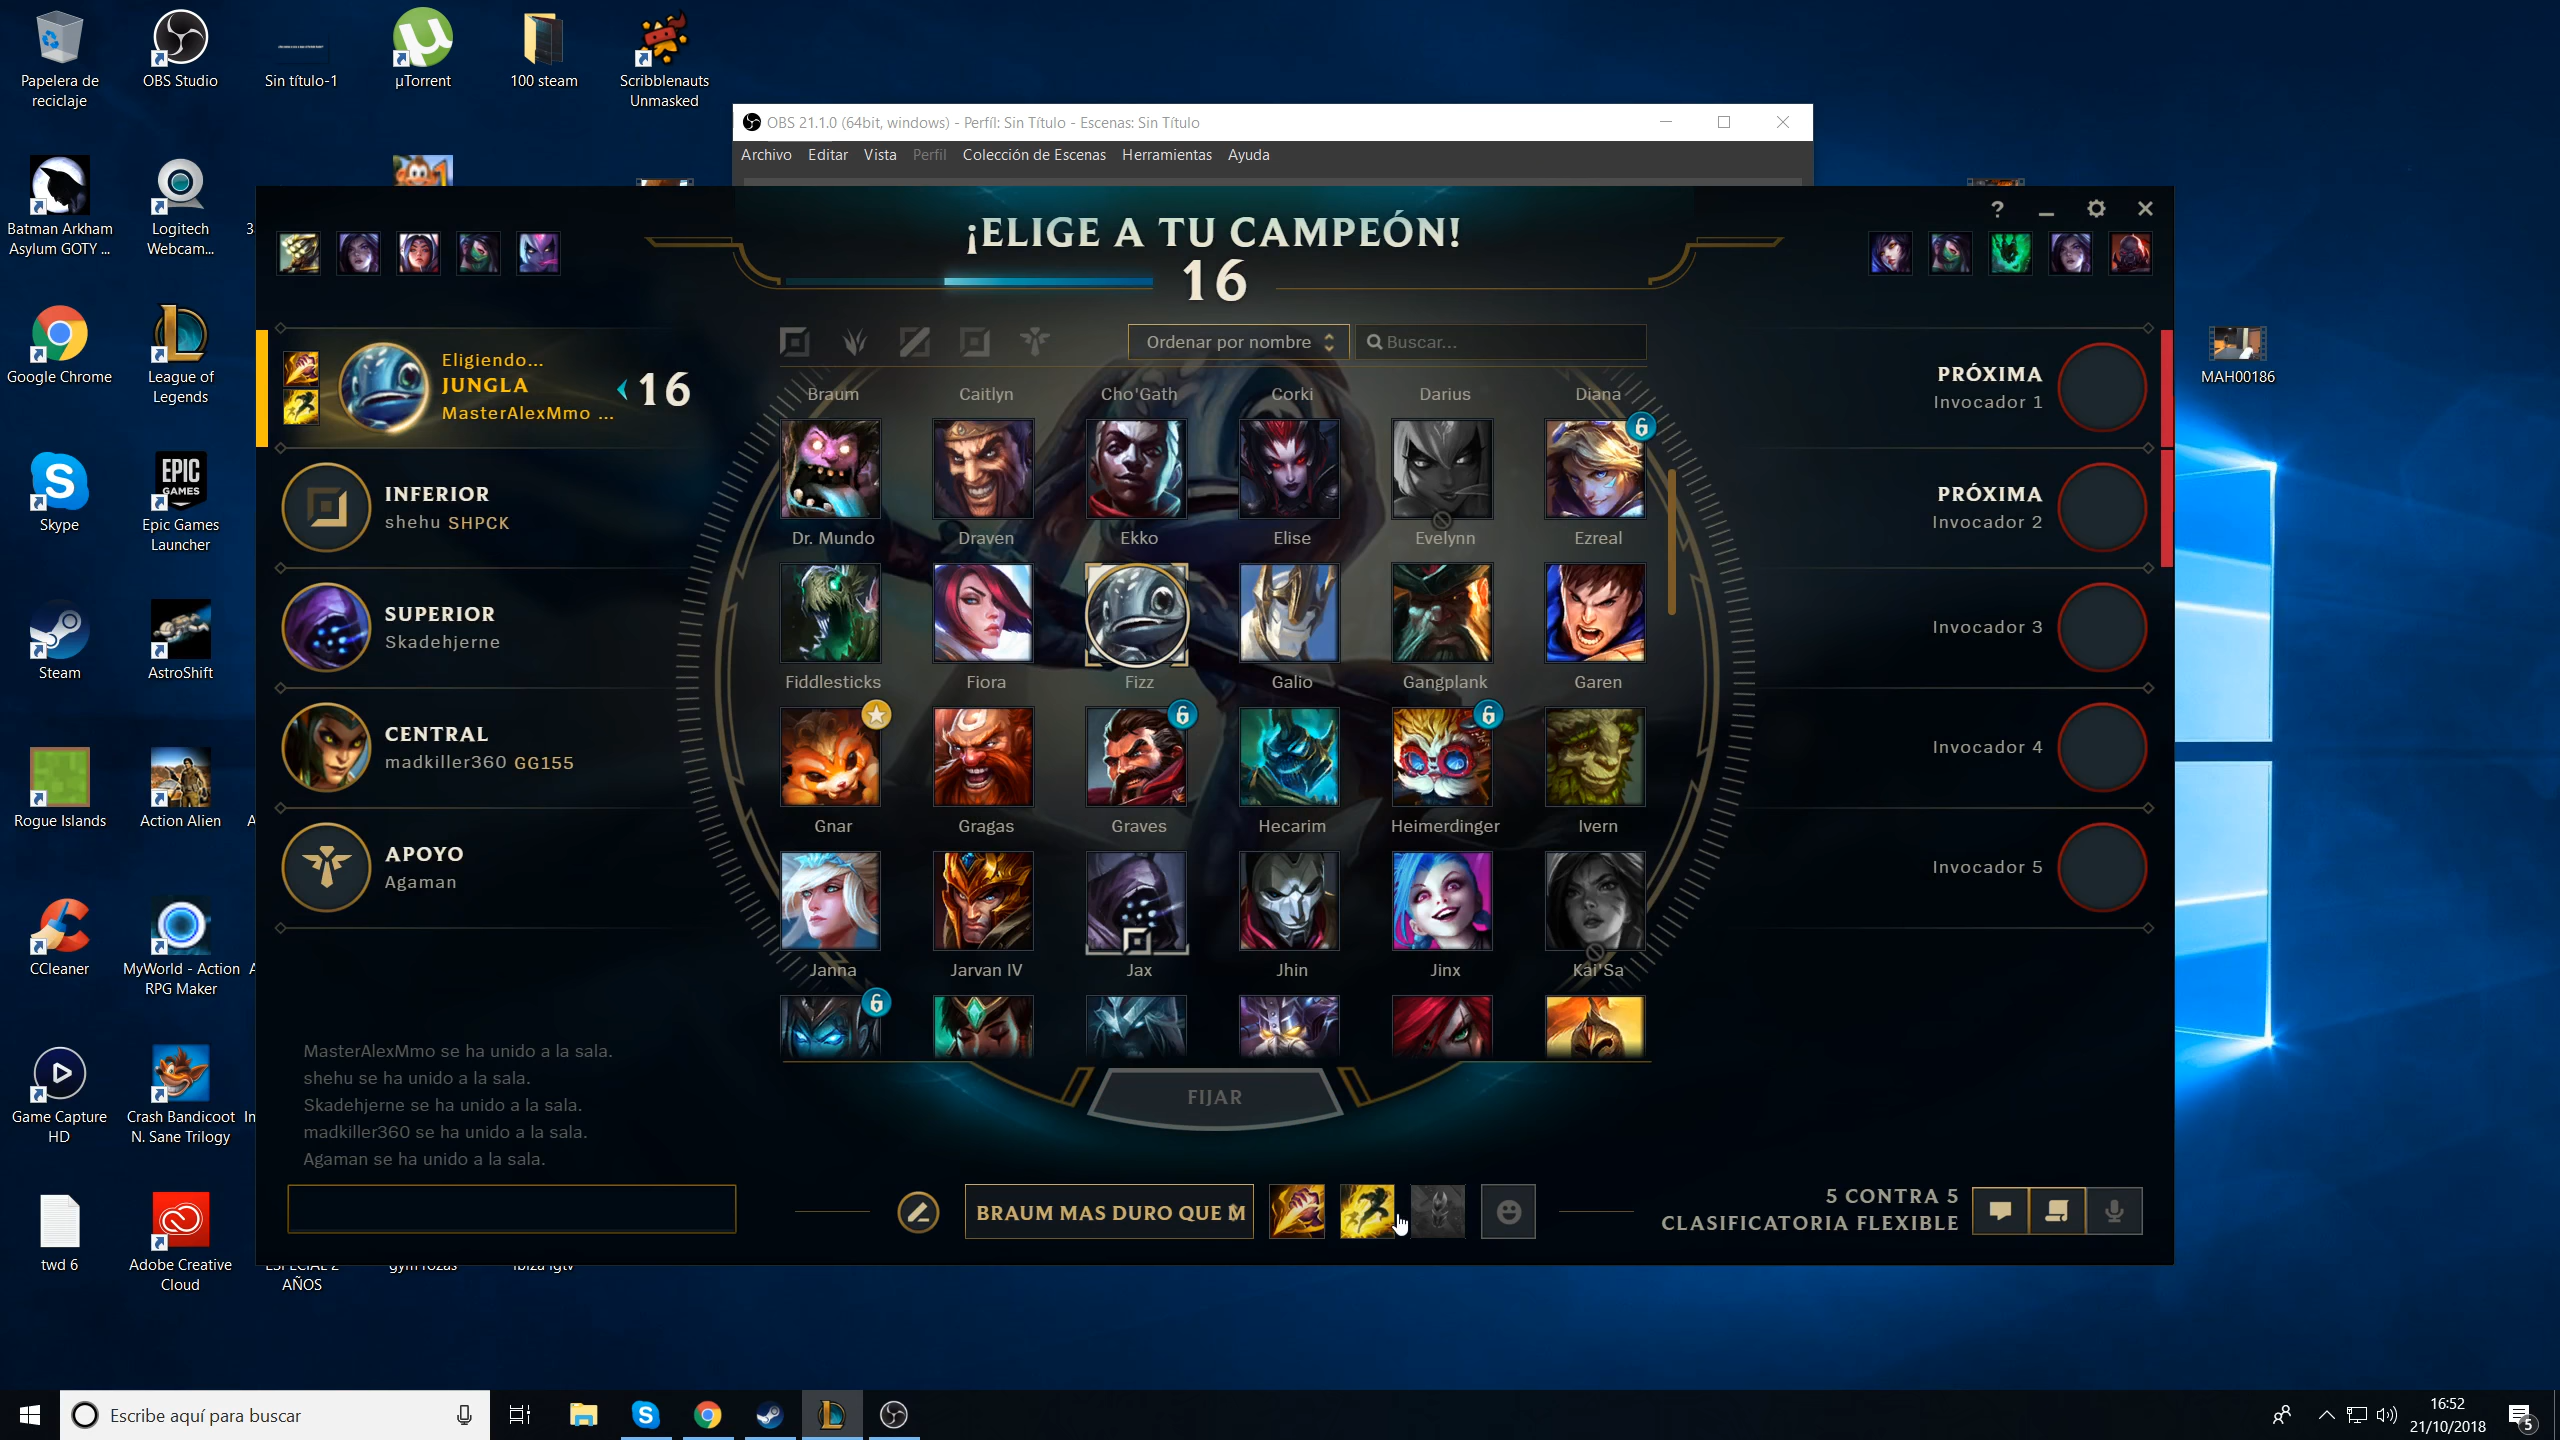 Papelera de
reciclaje
OBS Studio
Sin título-1
µTorrent
100 steam
Scribblenauts
Unmasked
OBS 21.1.0 (64bit, windows) - Perfíl: Sin Título - Escenas: Sin Título
Archivo Editar Vista Perfil Colección de Escenas Herramientas Ayuda
Batman Arkham
Asylum GOTY ...
Logitech
Webcam...
3
Google Chrome
League of
Legends
Skype
EPIC
GAMES
Epic Games
Launcher
Steam
AstroShift
Rogue Islands
Action Alien
A
CCleaner
MyWorld - Action
RPG Maker
A
Game Capture
HD
Crash Bandicoot
N. Sane Trilogy
In
twd 6
Adobe Creative
Cloud
ESPECIAL 2
AÑOS
gym rozas
ibiza igtv
MAH00186
¡ELIGE A TU CAMPEÓN!
16
?
Eligiendo...
JUNGLA
MasterAlexMmo ...
16
INFERIOR
shehu SHPCK
SUPERIOR
Skadehjerne
CENTRAL
madkiller360 GG155
APOYO
Agaman
Ordenar por nombre
Buscar...
Braum Caitlyn Cho'Gath Corki Darius Diana
Dr. Mundo Draven Ekko Elise Evelynn Ezreal
Fiddlesticks Fiora Fizz Galio Gangplank Garen
Gnar Gragas Graves Hecarim Heimerdinger Ivern
Janna Jarvan IV Jax Jhin Jinx Kai'Sa
PRÓXIMA
Invocador 1
PRÓXIMA
Invocador 2
Invocador 3
Invocador 4
Invocador 5
MasterAlexMmo se ha unido a la sala.
shehu se ha unido a la sala.
Skadehjerne se ha unido a la sala.
madkiller360 se ha unido a la sala.
Agaman se ha unido a la sala.
FIJAR
BRAUM MAS DURO QUE M
5 CONTRA 5
CLASIFICATORIA FLEXIBLE
Escribe aquí para buscar
16:52
21/10/2018
5